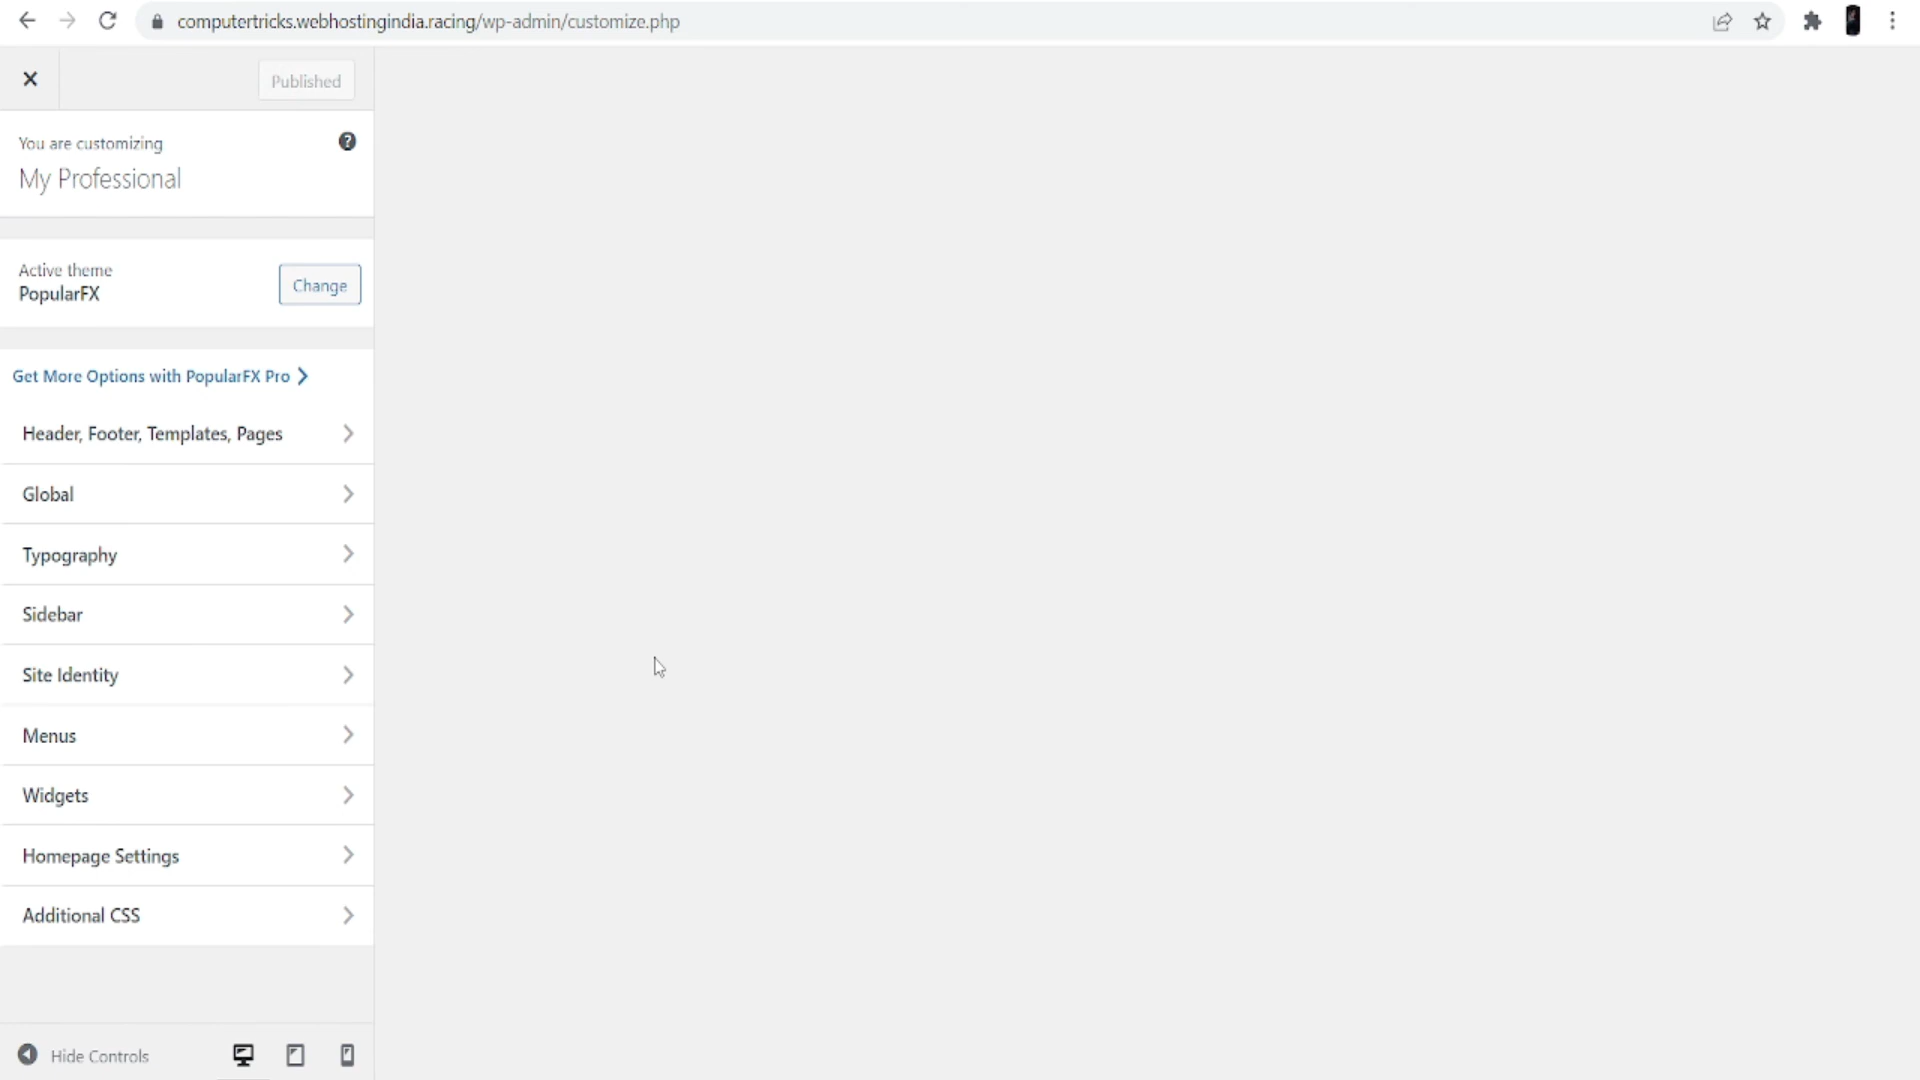 computertricks.webhostingindia.racing/wp-admin/customize.php
Published
You are customizing
My Professional
Active theme
PopularFX
Change
Get More Options with PopularFX Pro
Header, Footer, Templates, Pages
Global
Typography
Sidebar
Site Identity
Menus
Widgets
Homepage Settings
Additional CSS
Hide Controls